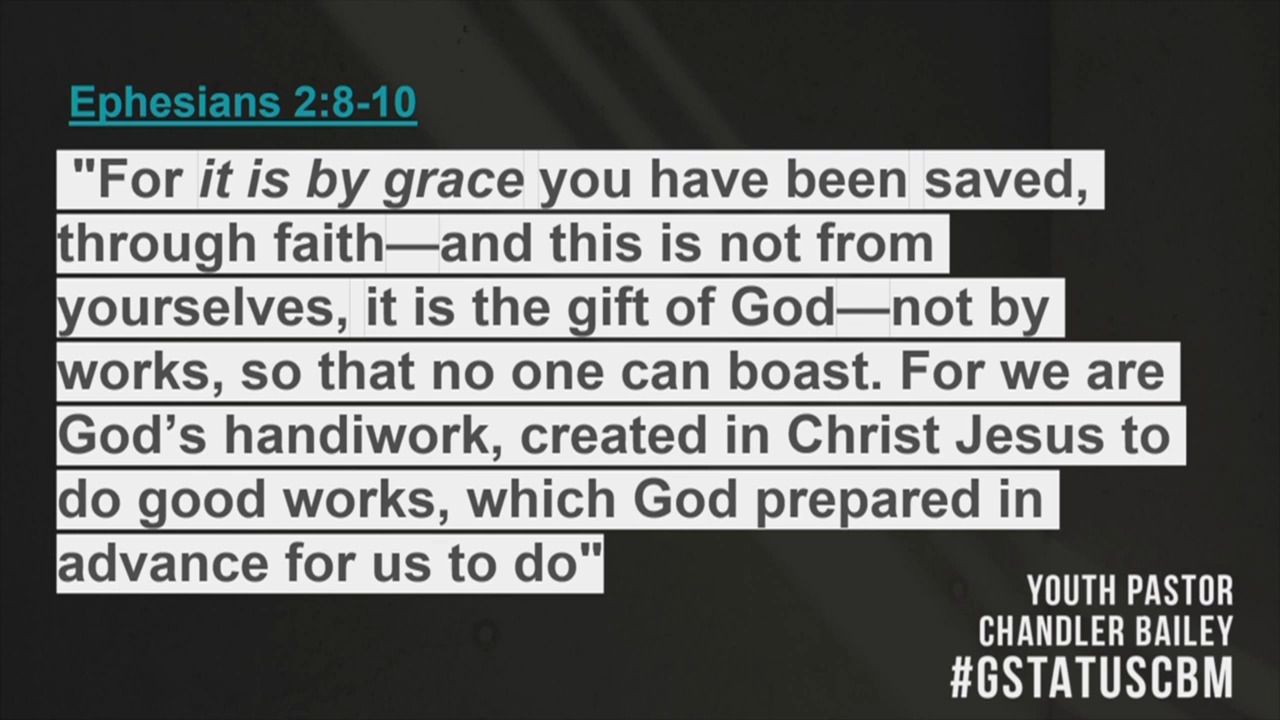 Ephesians 2:8-10
"For it is by grace you have been saved,
through faith—and this is not from
yourselves, it is the gift of God—not by
works, so that no one can boast. For we are
God’s handiwork, created in Christ Jesus to
do good works, which God prepared in
advance for us to do"
YOUTH PASTOR
CHANDLER BAILEY
#GSTATUSCBM